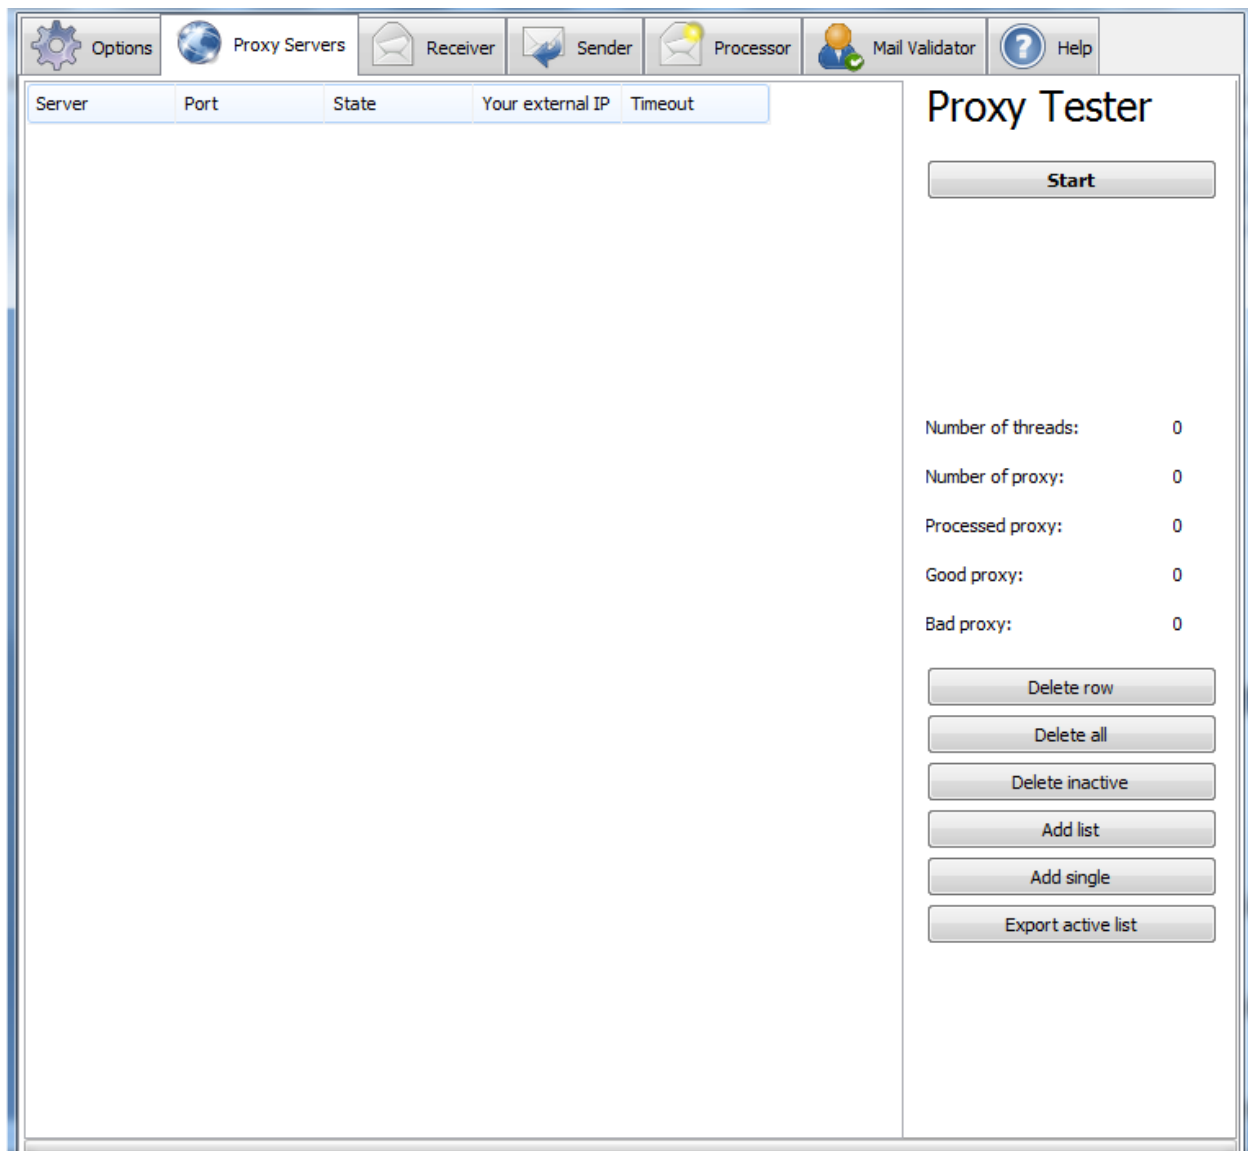 Options Proxy Servers Receiver Sender Processor Mail Validator Help
Server Port State Your external IP Timeout
Proxy Tester
Start
Number of threads: 0
Number of proxy: 0
Processed proxy: 0
Good proxy: 0
Bad proxy: 0
Delete row
Delete all
Delete inactive
Add list
Add single
Export active list